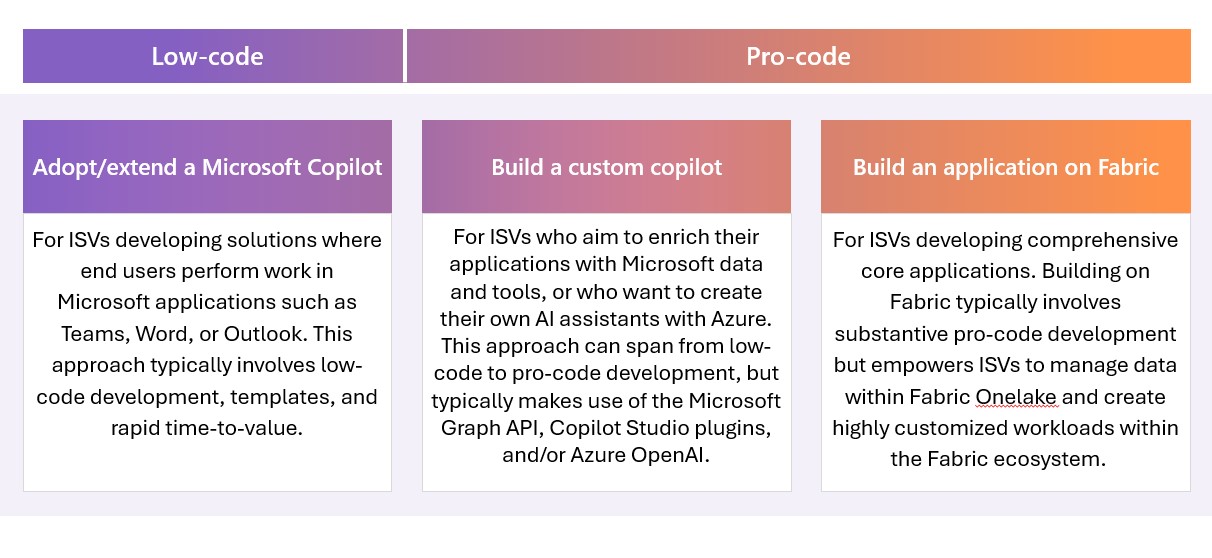 Low-code
Pro-code
Adopt/extend a Microsoft Copilot
For ISVs developing solutions where
end users perform work in
Microsoft applications such as
Teams, Word, or Outlook. This
approach typically involves low-
code development, templates, and
rapid time-to-value.
Build a custom copilot
For ISVs who aim to enrich their
applications with Microsoft data
and tools, or who want to create
their own AI assistants with Azure.
This approach can span from low-
code to pro-code development, but
typically makes use of the Microsoft
Graph API, Copilot Studio plugins,
and/or Azure OpenAI.
Build an application on Fabric
For ISVs developing comprehensive
core applications. Building on
Fabric typically involves
substantive pro-code development
but empowers ISVs to manage data
within Fabric Onelake and create
highly customized workloads within
the Fabric ecosystem.